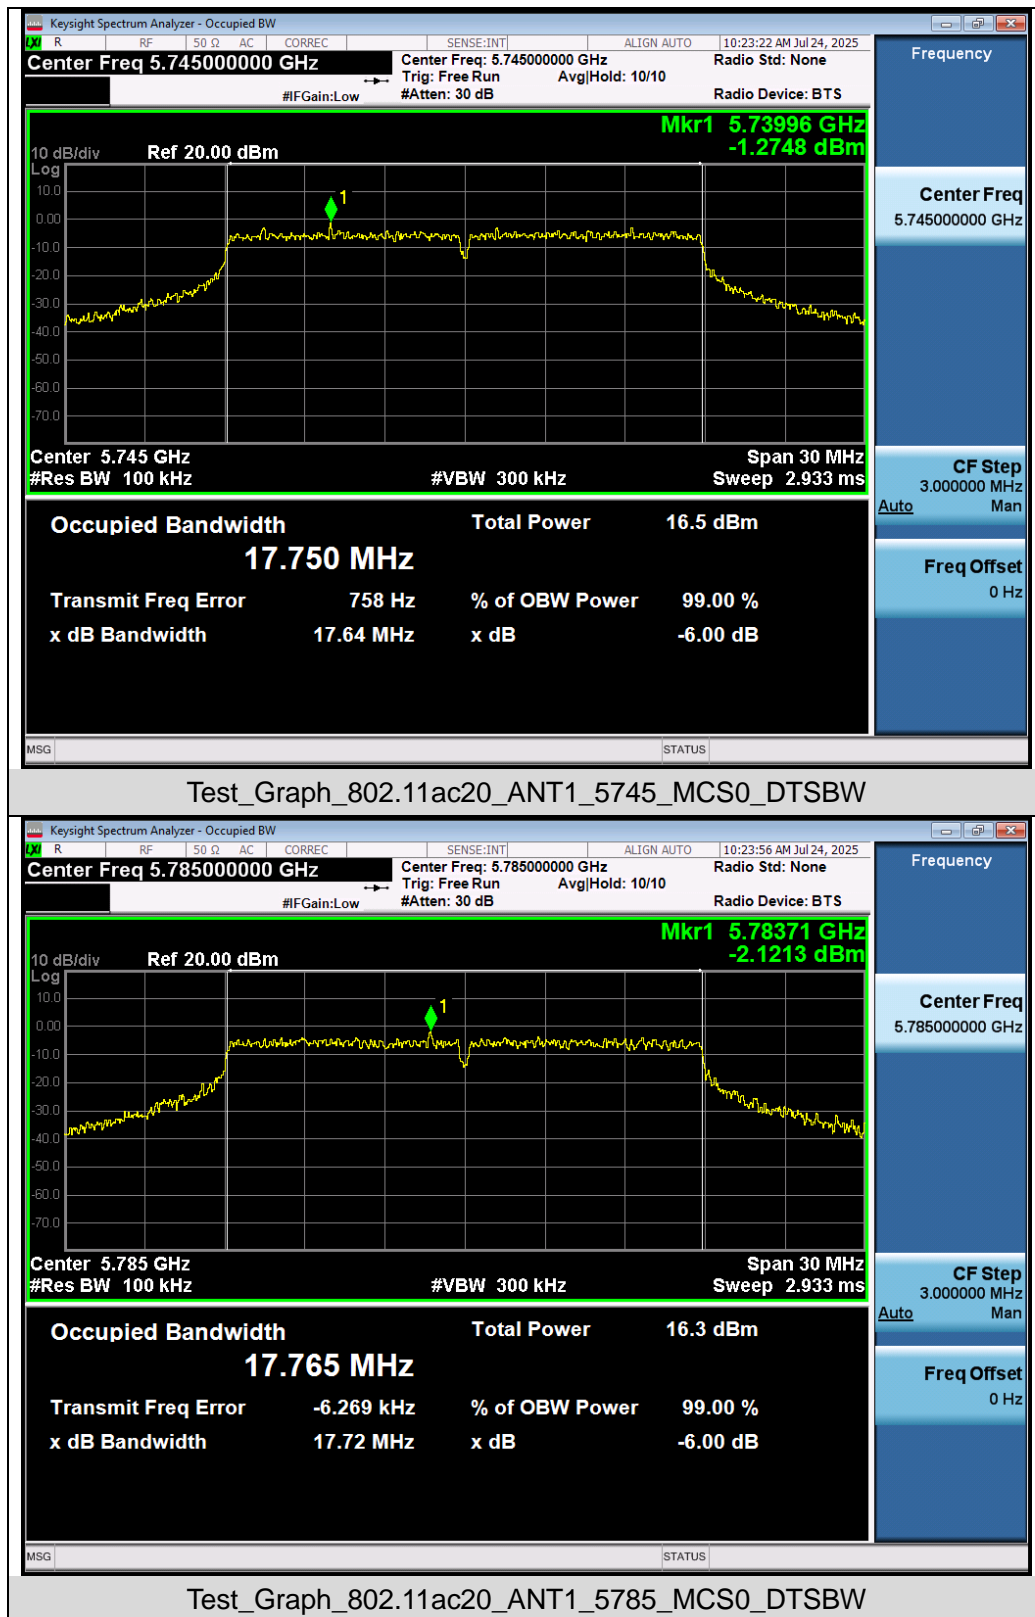 Keysight Spectrum Analyzer - Occupied BW
LXI R RF 50 Ω AC CORREC SENSE:INT ALIGN AUTO 10:23:22 AM Jul 24, 2025
Center Freq 5.745000000 GHz Center Freq: 5.745000000 GHz Radio Std: None
Trig: Free Run Avg|Hold: 10/10
#IFGain:Low #Atten: 30 dB Radio Device: BTS
Frequency
Mkr1 5.73996 GHz
10 dB/div Ref 20.00 dBm -1.2748 dBm
Log
10.0
0.00
-10.0
-20.0
-30.0
-40.0
-50.0
-60.0
-70.0
1
Center 5.745 GHz Span 30 MHz
#Res BW 100 kHz #VBW 300 kHz Sweep 2.933 ms
Center Freq
5.745000000 GHz
CF Step
3.000000 MHz
Auto Man
Freq Offset
0 Hz
Occupied Bandwidth Total Power 16.5 dBm
17.750 MHz
Transmit Freq Error 758 Hz % of OBW Power 99.00 %
x dB Bandwidth 17.64 MHz x dB -6.00 dB
MSG STATUS
Test_Graph_802.11ac20_ANT1_5745_MCS0_DTSBW
Keysight Spectrum Analyzer - Occupied BW
LXI R RF 50 Ω AC CORREC SENSE:INT ALIGN AUTO 10:23:56 AM Jul 24, 2025
Center Freq 5.785000000 GHz Center Freq: 5.785000000 GHz Radio Std: None
Trig: Free Run Avg|Hold: 10/10
#IFGain:Low #Atten: 30 dB Radio Device: BTS
Frequency
Mkr1 5.78371 GHz
10 dB/div Ref 20.00 dBm -2.1213 dBm
Log
10.0
0.00
-10.0
-20.0
-30.0
-40.0
-50.0
-60.0
-70.0
1
Center 5.785 GHz Span 30 MHz
#Res BW 100 kHz #VBW 300 kHz Sweep 2.933 ms
Center Freq
5.785000000 GHz
CF Step
3.000000 MHz
Auto Man
Freq Offset
0 Hz
Occupied Bandwidth Total Power 16.3 dBm
17.765 MHz
Transmit Freq Error -6.269 kHz % of OBW Power 99.00 %
x dB Bandwidth 17.72 MHz x dB -6.00 dB
MSG STATUS
Test_Graph_802.11ac20_ANT1_5785_MCS0_DTSBW